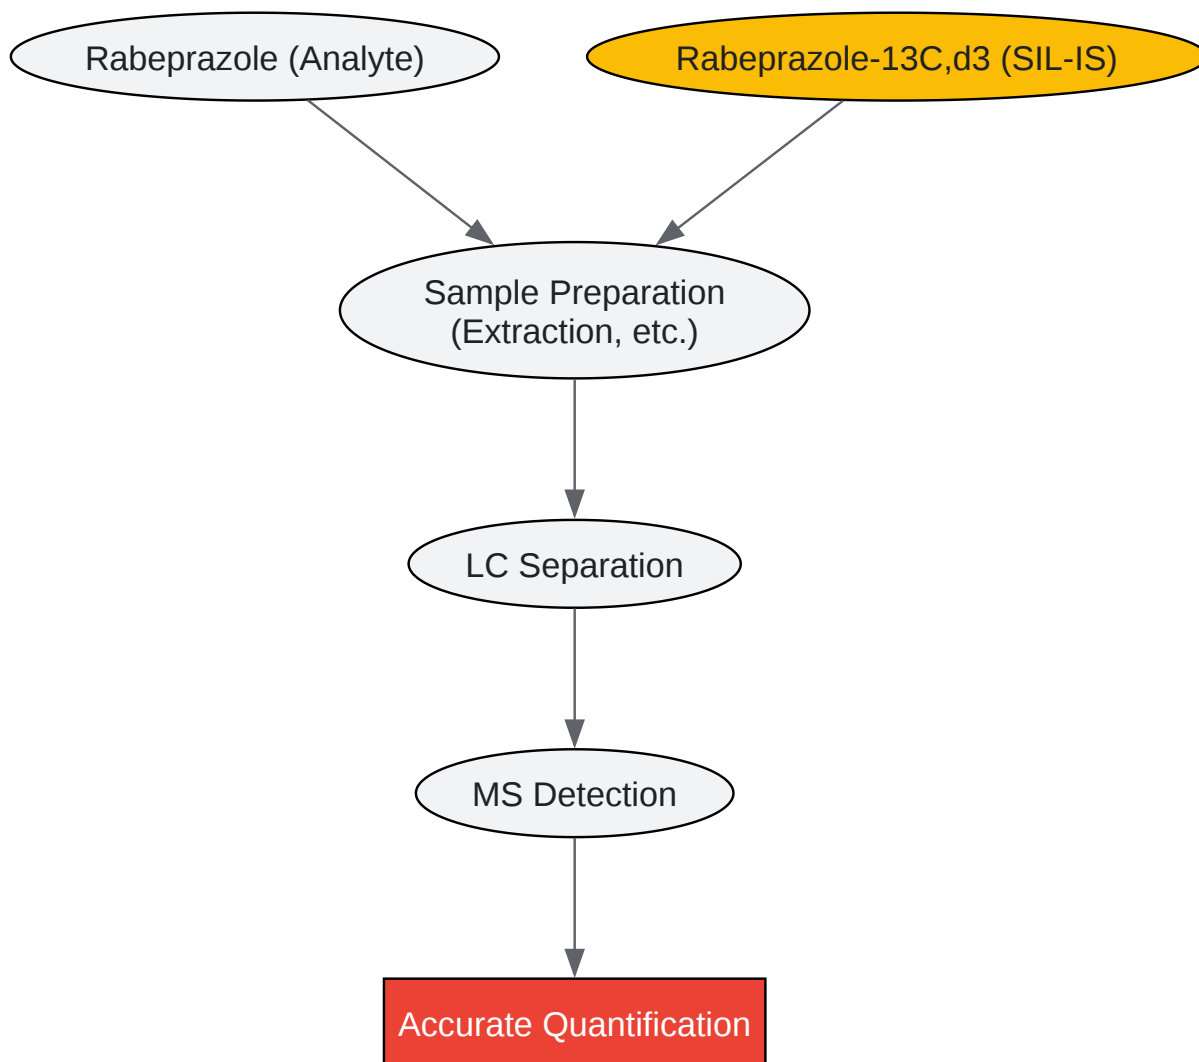 Rabeprazole (Analyte)
Rabeprazole-13C,d3 (SIL-IS)
Sample Preparation
(Extraction, etc.)
LC Separation
MS Detection
Accurate Quantification